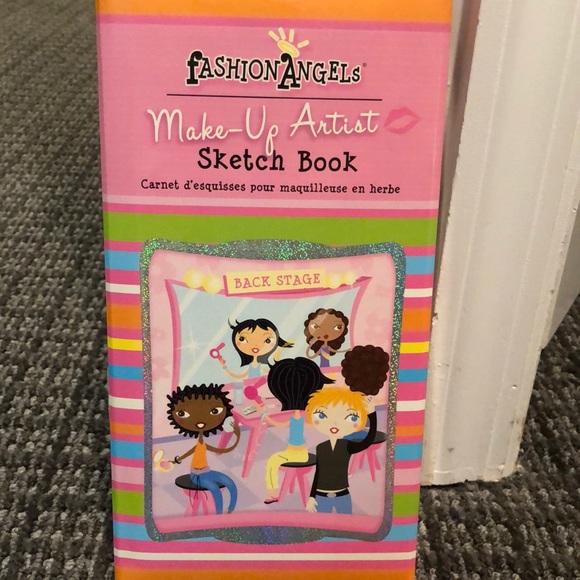 FASHIONANGELS®
Make-Up Artist
Sketch Book
Carnet d'esquisses pour maquilleuse en herbe
BACK STAGE